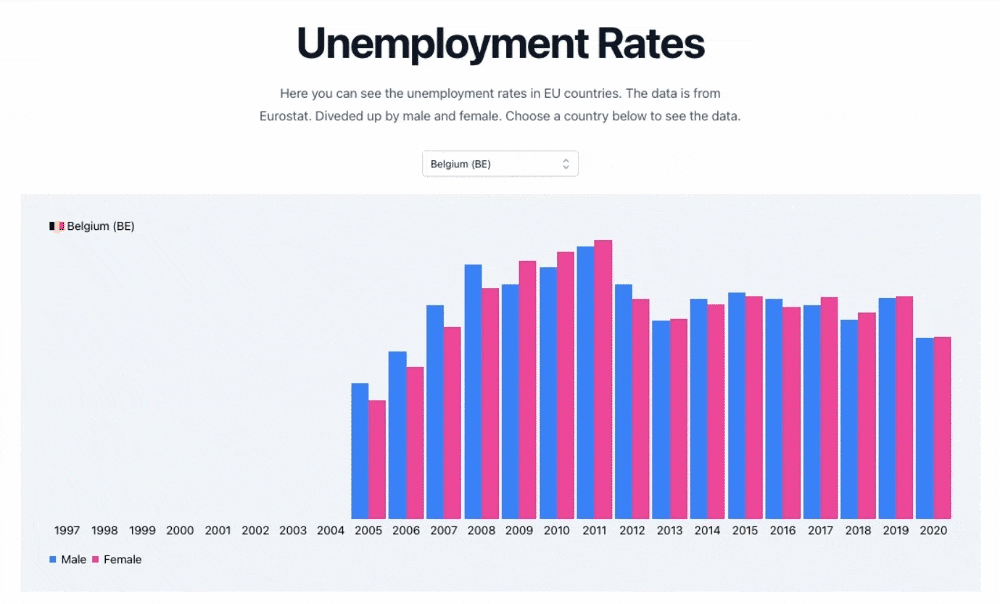 Unemployment Rates
Here you can see the unemployment rates in EU countries. The data is from
Eurostat. Diveded up by male and female. Choose a country below to see the data.
Belgium (BE)
Belgium (BE)
1997 1998 1999 2000 2001 2002 2003 2004 2005 2006 2007 2008 2009 2010 2011 2012 2013 2014 2015 2016 2017 2018 2019 2020
Male Female